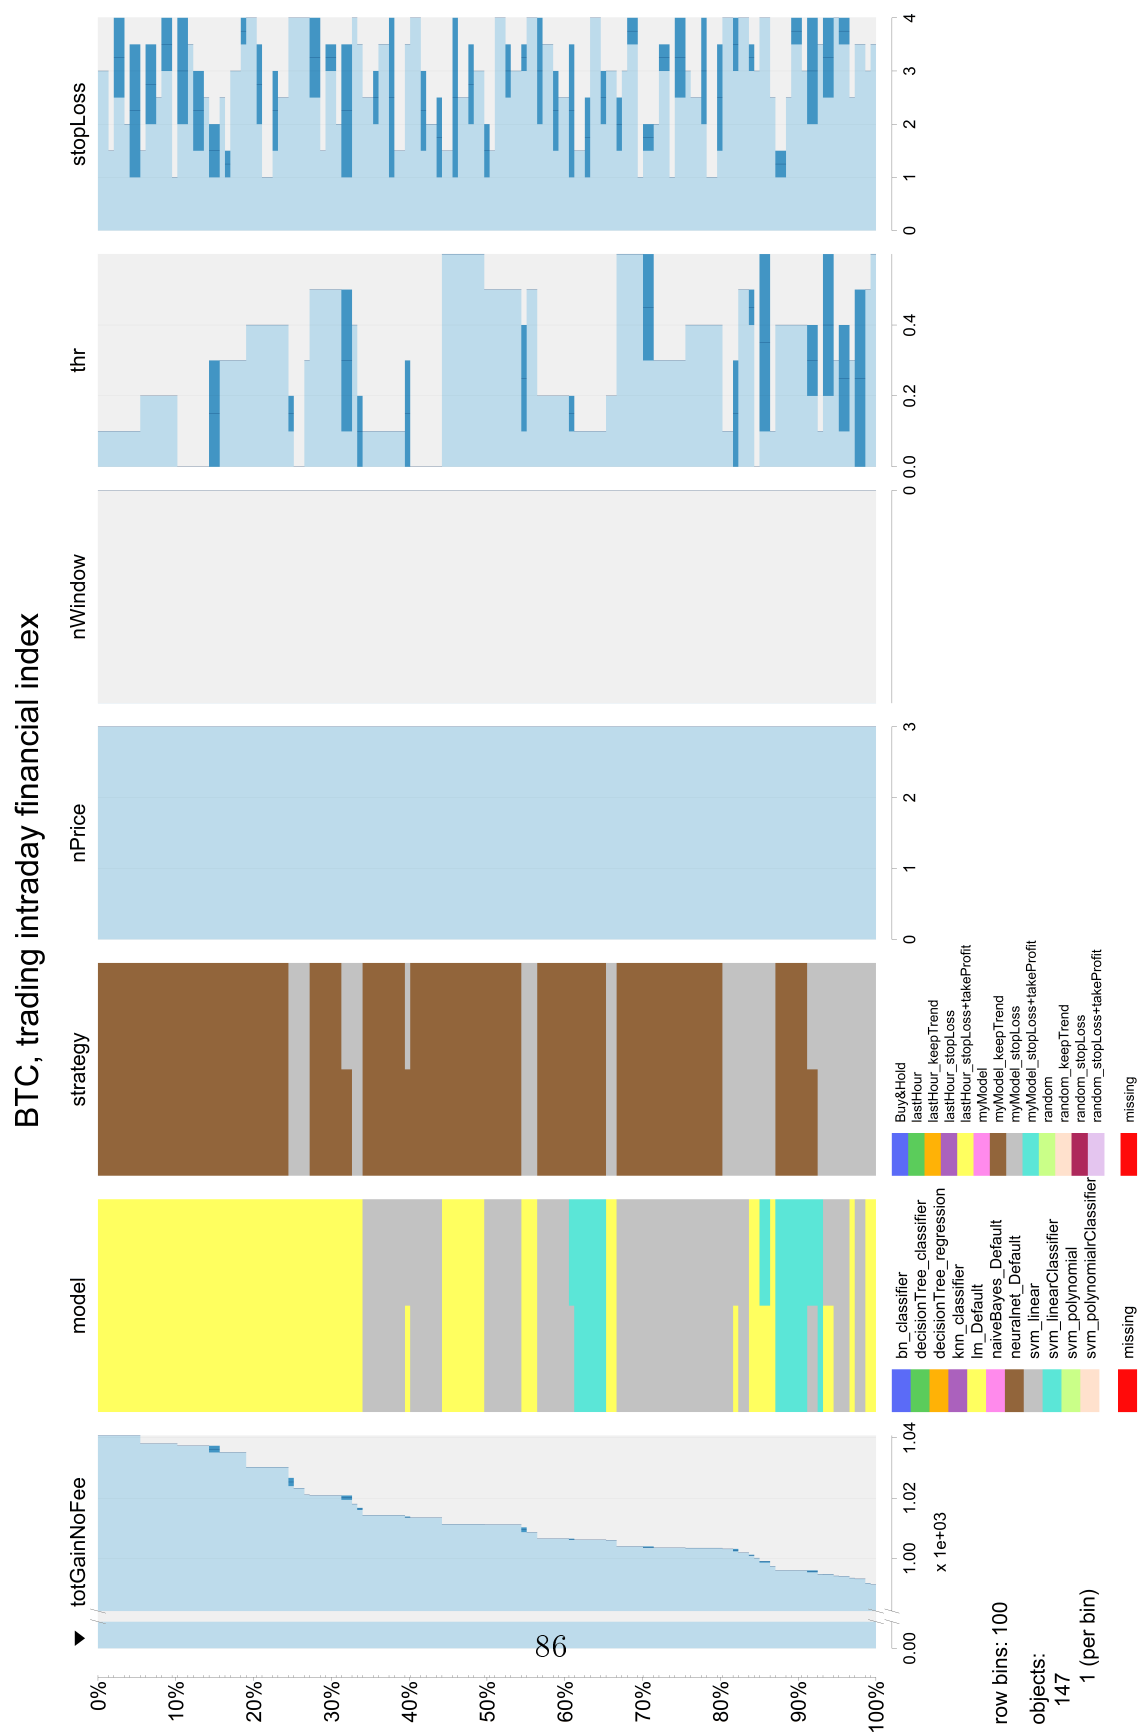 BTC, trading intraday financial index
totGainNoFee
model
strategy
nPrice
nWindow
thr
stopLoss
0%
10%
20%
30%
40%
50%
60%
70%
80%
90%
100%
0.00
1.00
1.02
1.04
x 1e+03
0
1
2
3
0
0.0
0.2
0.4
0
1
2
3
4
bn_classifier
decisionTree_classifier
decisionTree_regression
knn_classifier
lm_Default
naiveBayes_Default
neuralnet_Default
svm_linear
svm_linearClassifier
svm_polynomial
svm_polynomialrClassifier
missing
Buy&Hold
lastHour
lastHour_keepTrend
lastHour_stopLoss
lastHour_stopLoss+takeProfit
myModel
myModel_keepTrend
myModel_stopLoss
myModel_stopLoss+takeProfit
random
random_keepTrend
random_stopLoss
random_stopLoss+takeProfit
missing
row bins: 100
objects:
147
1 (per bin)
86